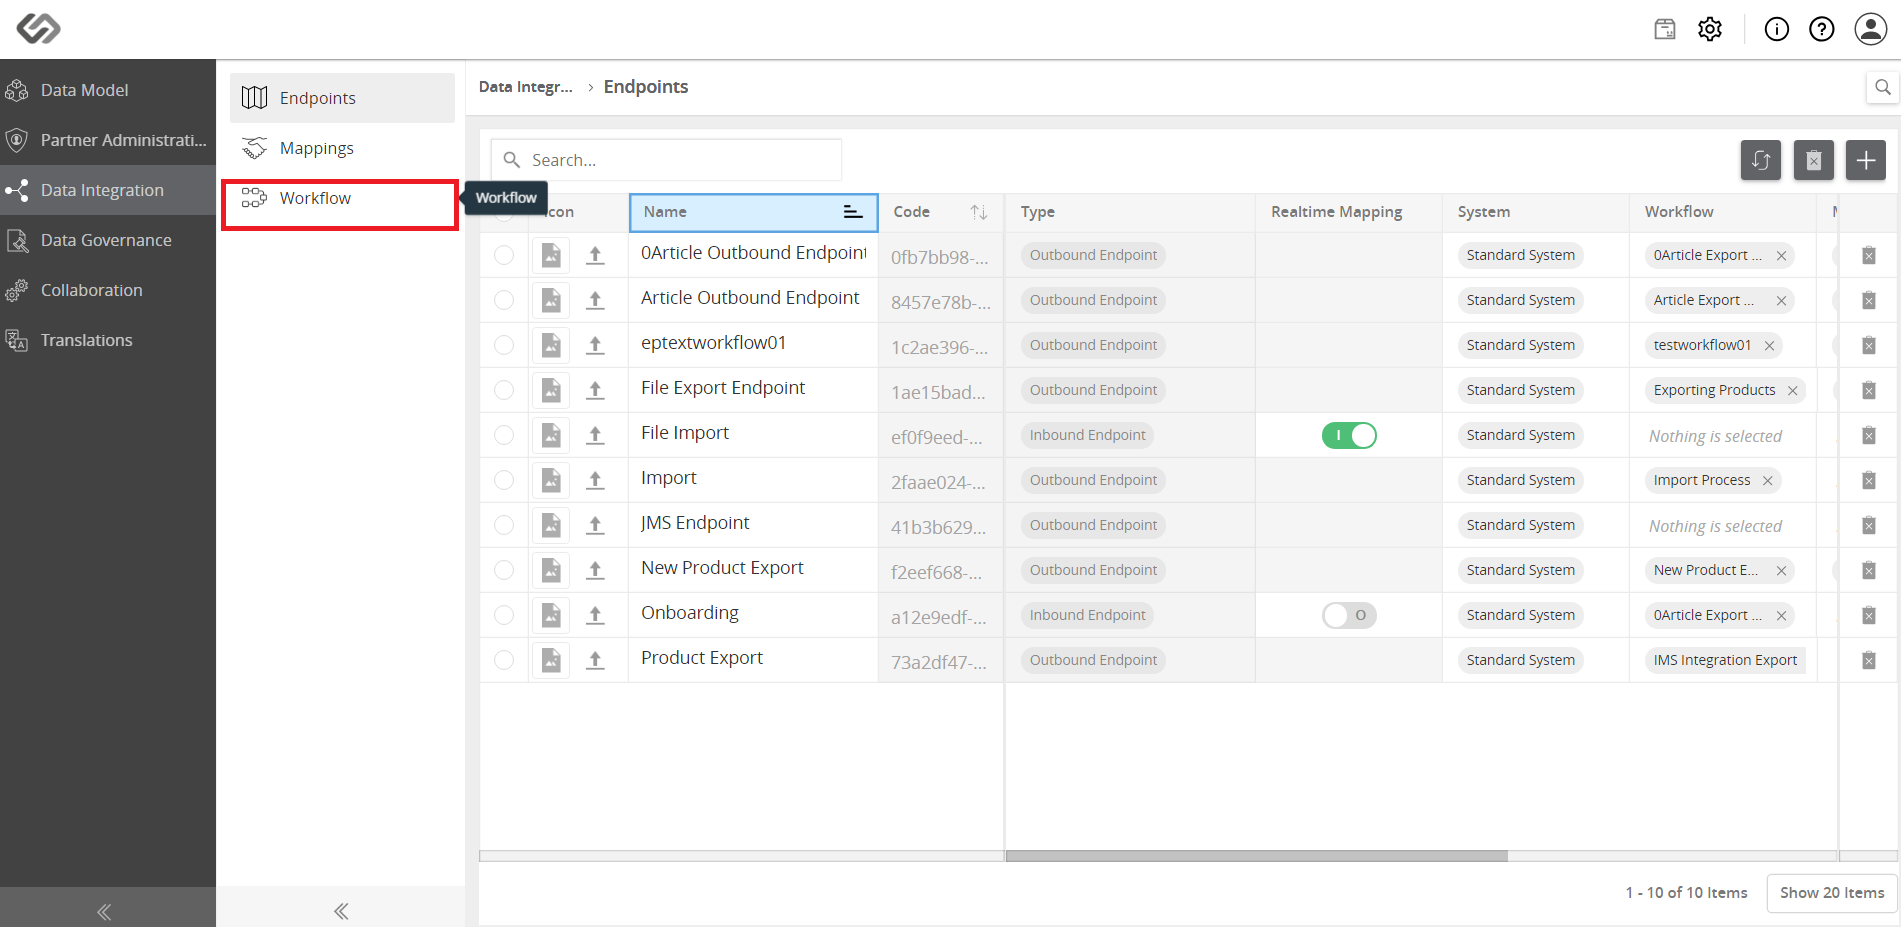 Data Model
Partner Administrati...
Data Integration
Data Governance
Collaboration
Translations
Endpoints
Mappings
Workflow
Workflow
Data Integr... › Endpoints
Search...
Name Code Type Realtime Mapping System Workflow
0Article Outbound Endpoint 0fb7bb98-... Outbound Endpoint Standard System 0Article Export ...
Article Outbound Endpoint 8457e78b-... Outbound Endpoint Standard System Article Export ...
eptextworkflow01 1c2ae396-... Outbound Endpoint Standard System testworkflow01
File Export Endpoint 1ae15bad... Outbound Endpoint Standard System Exporting Products
File Import ef0f9eed-... Inbound Endpoint Standard System Nothing is selected
Import 2faae024-... Outbound Endpoint Standard System Import Process
JMS Endpoint 41b3b629... Outbound Endpoint Standard System Nothing is selected
New Product Export f2eef668-... Outbound Endpoint Standard System New Product E...
Onboarding a12e9edf-... Inbound Endpoint Standard System 0Article Export ...
Product Export 73a2df47-... Outbound Endpoint Standard System IMS Integration Export
1 - 10 of 10 Items Show 20 Items